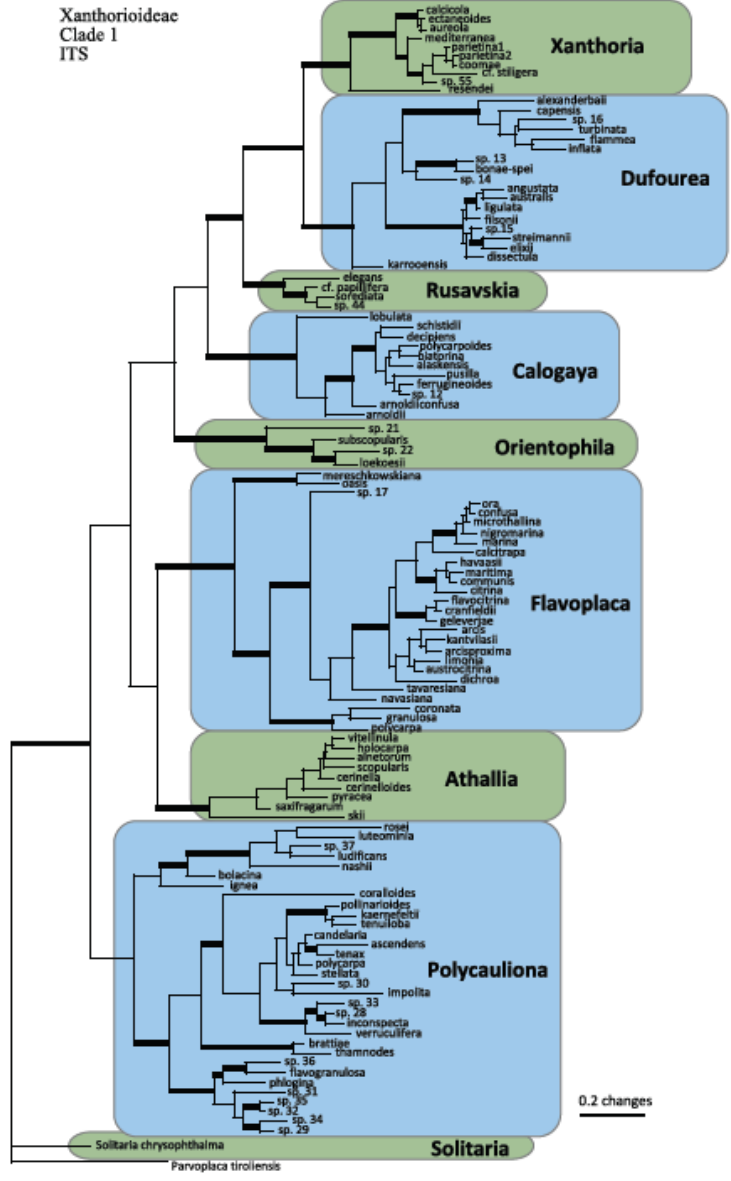 Xanthorioideae
Clade 1
ITS
calcicola
ectaneoides
aureola
mediterranea
parietina1
parietina2
coomae
cf. stiligera
sp. 55
resendei
Xanthoria
alexanderbaii
capensis
sp. 16
turbinata
flammea
inflata
sp. 13
bonae-spei
sp. 14
angustata
australis
ligulata
filsonii
sp.15
streimannii
elixii
dissectula
karrooensis
Dufourea
elegans
cf. papillifera
sorediata
sp. 44
Rusavskia
lobulata
schistidii
decipiens
polycarpoides
biatorina
alaskensis
pusilla
ferrugineoides
sp. 12
arnoldiiconfusa
arnoldii
Calogaya
sp. 21
subscopularis
sp. 22
loekoesii
Orientophila
mereschkowskiana
oasis
sp. 17
ora
confusa
microthallina
nigromarina
marina
calcitrapa
havaasii
maritima
communis
citrina
flavocitrina
cranfieldii
geleverjae
arcis
kantvilasii
arcisproxima
limonia
austrocitrina
dichroa
tavaresiana
navasiana
coronata
granulosa
polycarpa
Flavoplaca
vitellinula
holocarpa
alnetorum
scopularis
cerinella
cerinelloides
pyracea
saxifragarum
skii
Athallia
rosei
luteominia
sp. 37
ludificans
nashii
bolacina
ignea
coralloides
pollinarioides
kaernefeltii
tenuiloba
candelaria
ascendens
tenax
polycarpa
stellata
sp. 30
impolita
sp. 33
sp. 28
inconspecta
verruculifera
brattiae
thamnodes
sp. 36
flavogranulosa
phlogina
sp. 31
sp. 35
sp. 32
sp. 34
sp. 29
Polycauliona
0.2 changes
Solitaria chrysophthalma
Solitaria
Parvoplaca tiroliensis